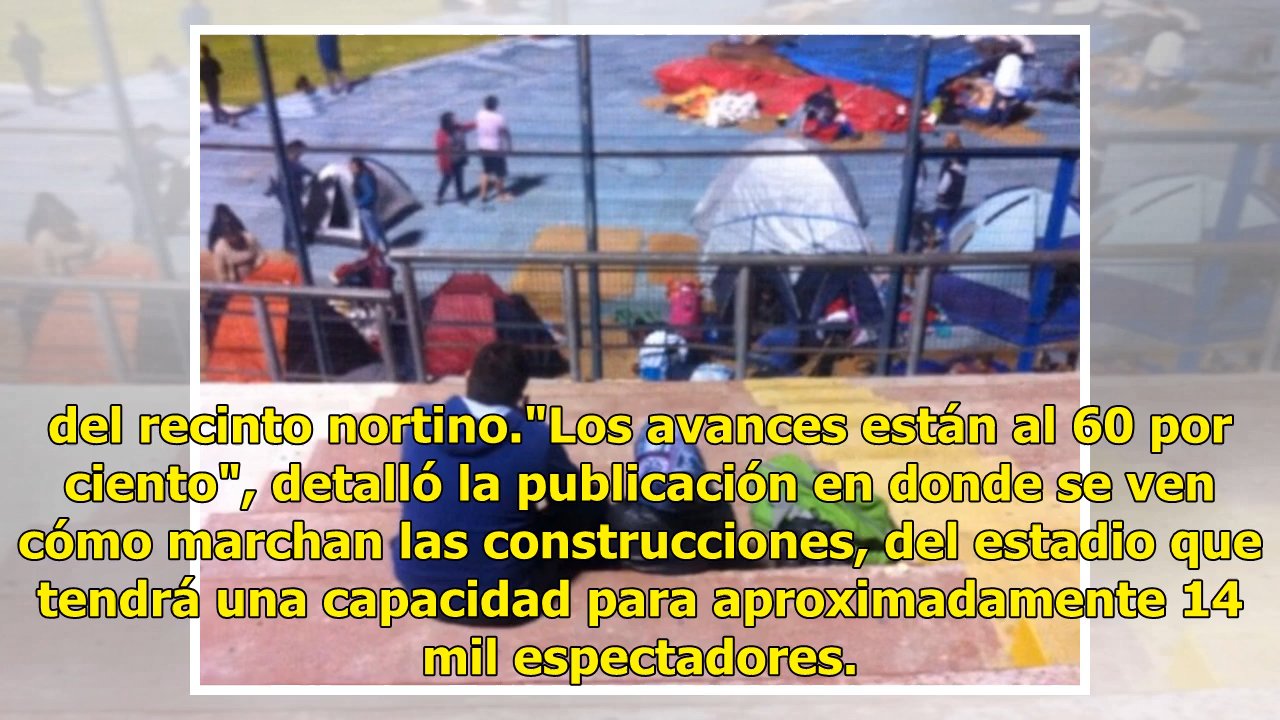 del recinto nortino."Los avances están al 60 por
ciento", detalló la publicación en donde se ven
cómo marchan las construcciones, del estadio que
tendrá una capacidad para aproximadamente 14
mil espectadores.